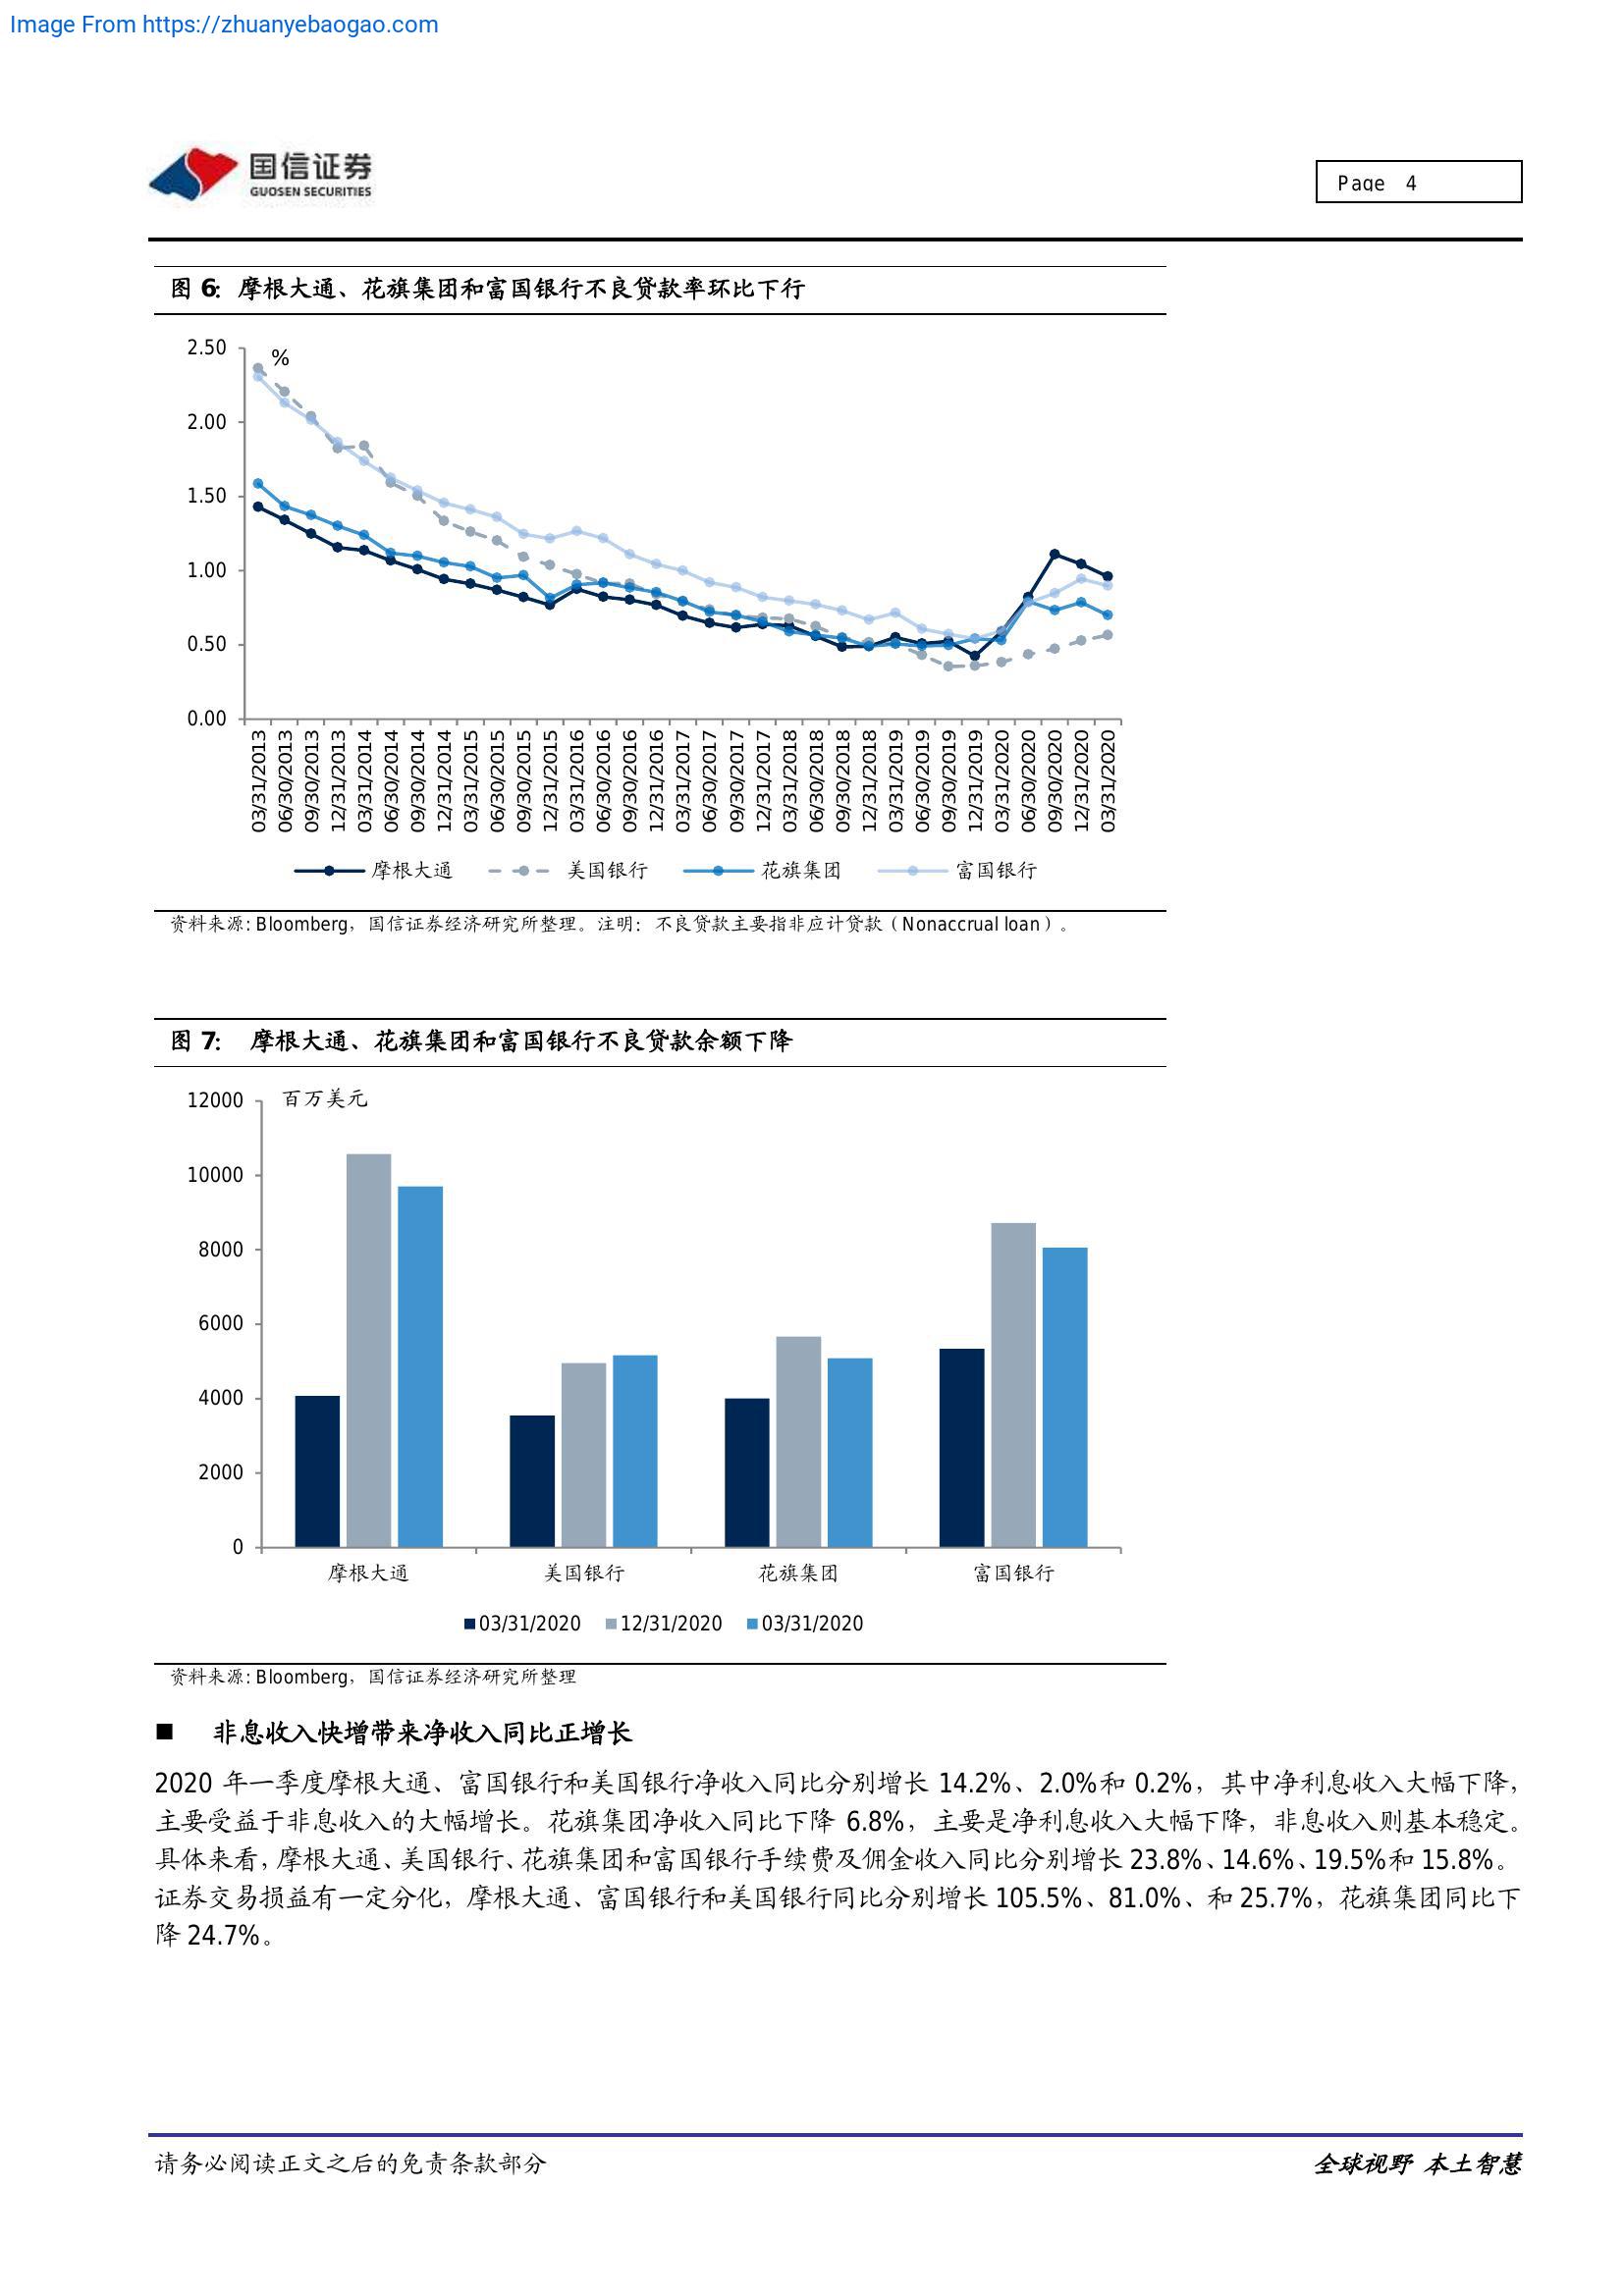 Image From https://zhuanyebaogao.com
国信证券
GUOSEN SECURITIES
Page 4
图 6：摩根大通、花旗集团和富国银行不良贷款率环比下行
%
2.50
2.00
1.50
1.00
0.50
0.00
03/31/2013
06/30/2013
09/30/2013
12/31/2013
03/31/2014
06/30/2014
09/30/2014
12/31/2014
03/31/2015
06/30/2015
09/30/2015
12/31/2015
03/31/2016
06/30/2016
09/30/2016
12/31/2016
03/31/2017
06/30/2017
09/30/2017
12/31/2017
03/31/2018
06/30/2018
09/30/2018
12/31/2018
03/31/2019
06/30/2019
09/30/2019
12/31/2019
03/31/2020
06/30/2020
09/30/2020
12/31/2020
03/31/2020
摩根大通 美国银行 花旗集团 富国银行
资料来源: Bloomberg，国信证券经济研究所整理。注明：不良贷款主要指非应计贷款（Nonaccrual loan）。
图 7： 摩根大通、花旗集团和富国银行不良贷款余额下降
百万美元
12000
10000
8000
6000
4000
2000
0
摩根大通 美国银行 花旗集团 富国银行
03/31/2020 12/31/2020 03/31/2020
资料来源: Bloomberg，国信证券经济研究所整理
■ 非息收入快增带来净收入同比正增长
2020 年一季度摩根大通、富国银行和美国银行净收入同比分别增长 14.2%、2.0%和 0.2%，其中净利息收入大幅下降，
主要受益于非息收入的大幅增长。花旗集团净收入同比下降 6.8%，主要是净利息收入大幅下降，非息收入则基本稳定。
具体来看，摩根大通、美国银行、花旗集团和富国银行手续费及佣金收入同比分别增长 23.8%、14.6%、19.5%和 15.8%。
证券交易损益有一定分化，摩根大通、富国银行和美国银行同比分别增长 105.5%、81.0%、和 25.7%，花旗集团同比下
降 24.7%。
请务必阅读正文之后的免责条款部分
全球视野 本土智慧